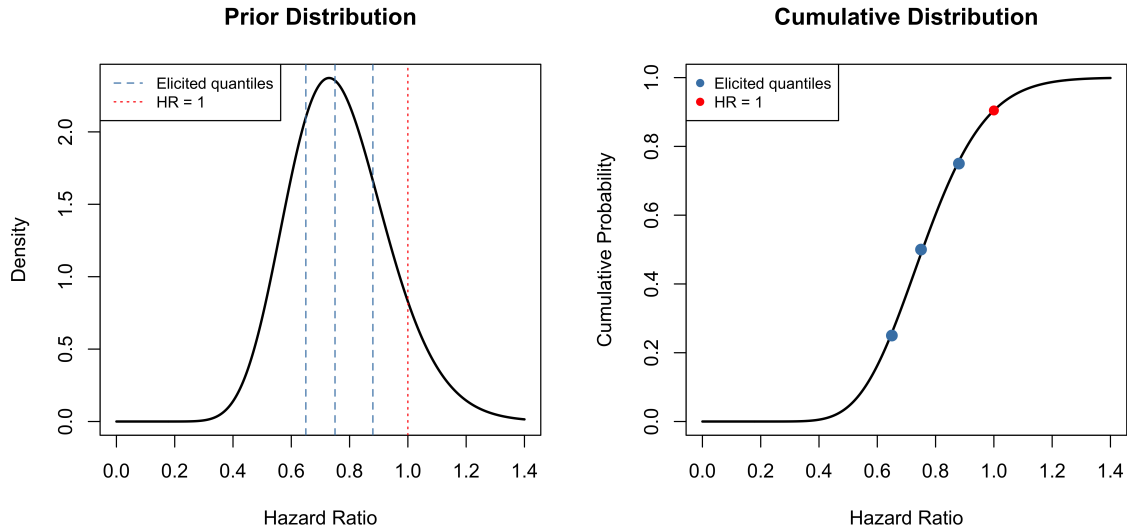 Prior Distribution
Elicited quantiles
HR = 1
Density
0.0
0.5
1.0
1.5
2.0
0.0 0.2 0.4 0.6 0.8 1.0 1.2 1.4
Hazard Ratio
Cumulative Distribution
Elicited quantiles
HR = 1
Cumulative Probability
0.0
0.2
0.4
0.6
0.8
1.0
0.0 0.2 0.4 0.6 0.8 1.0 1.2 1.4
Hazard Ratio